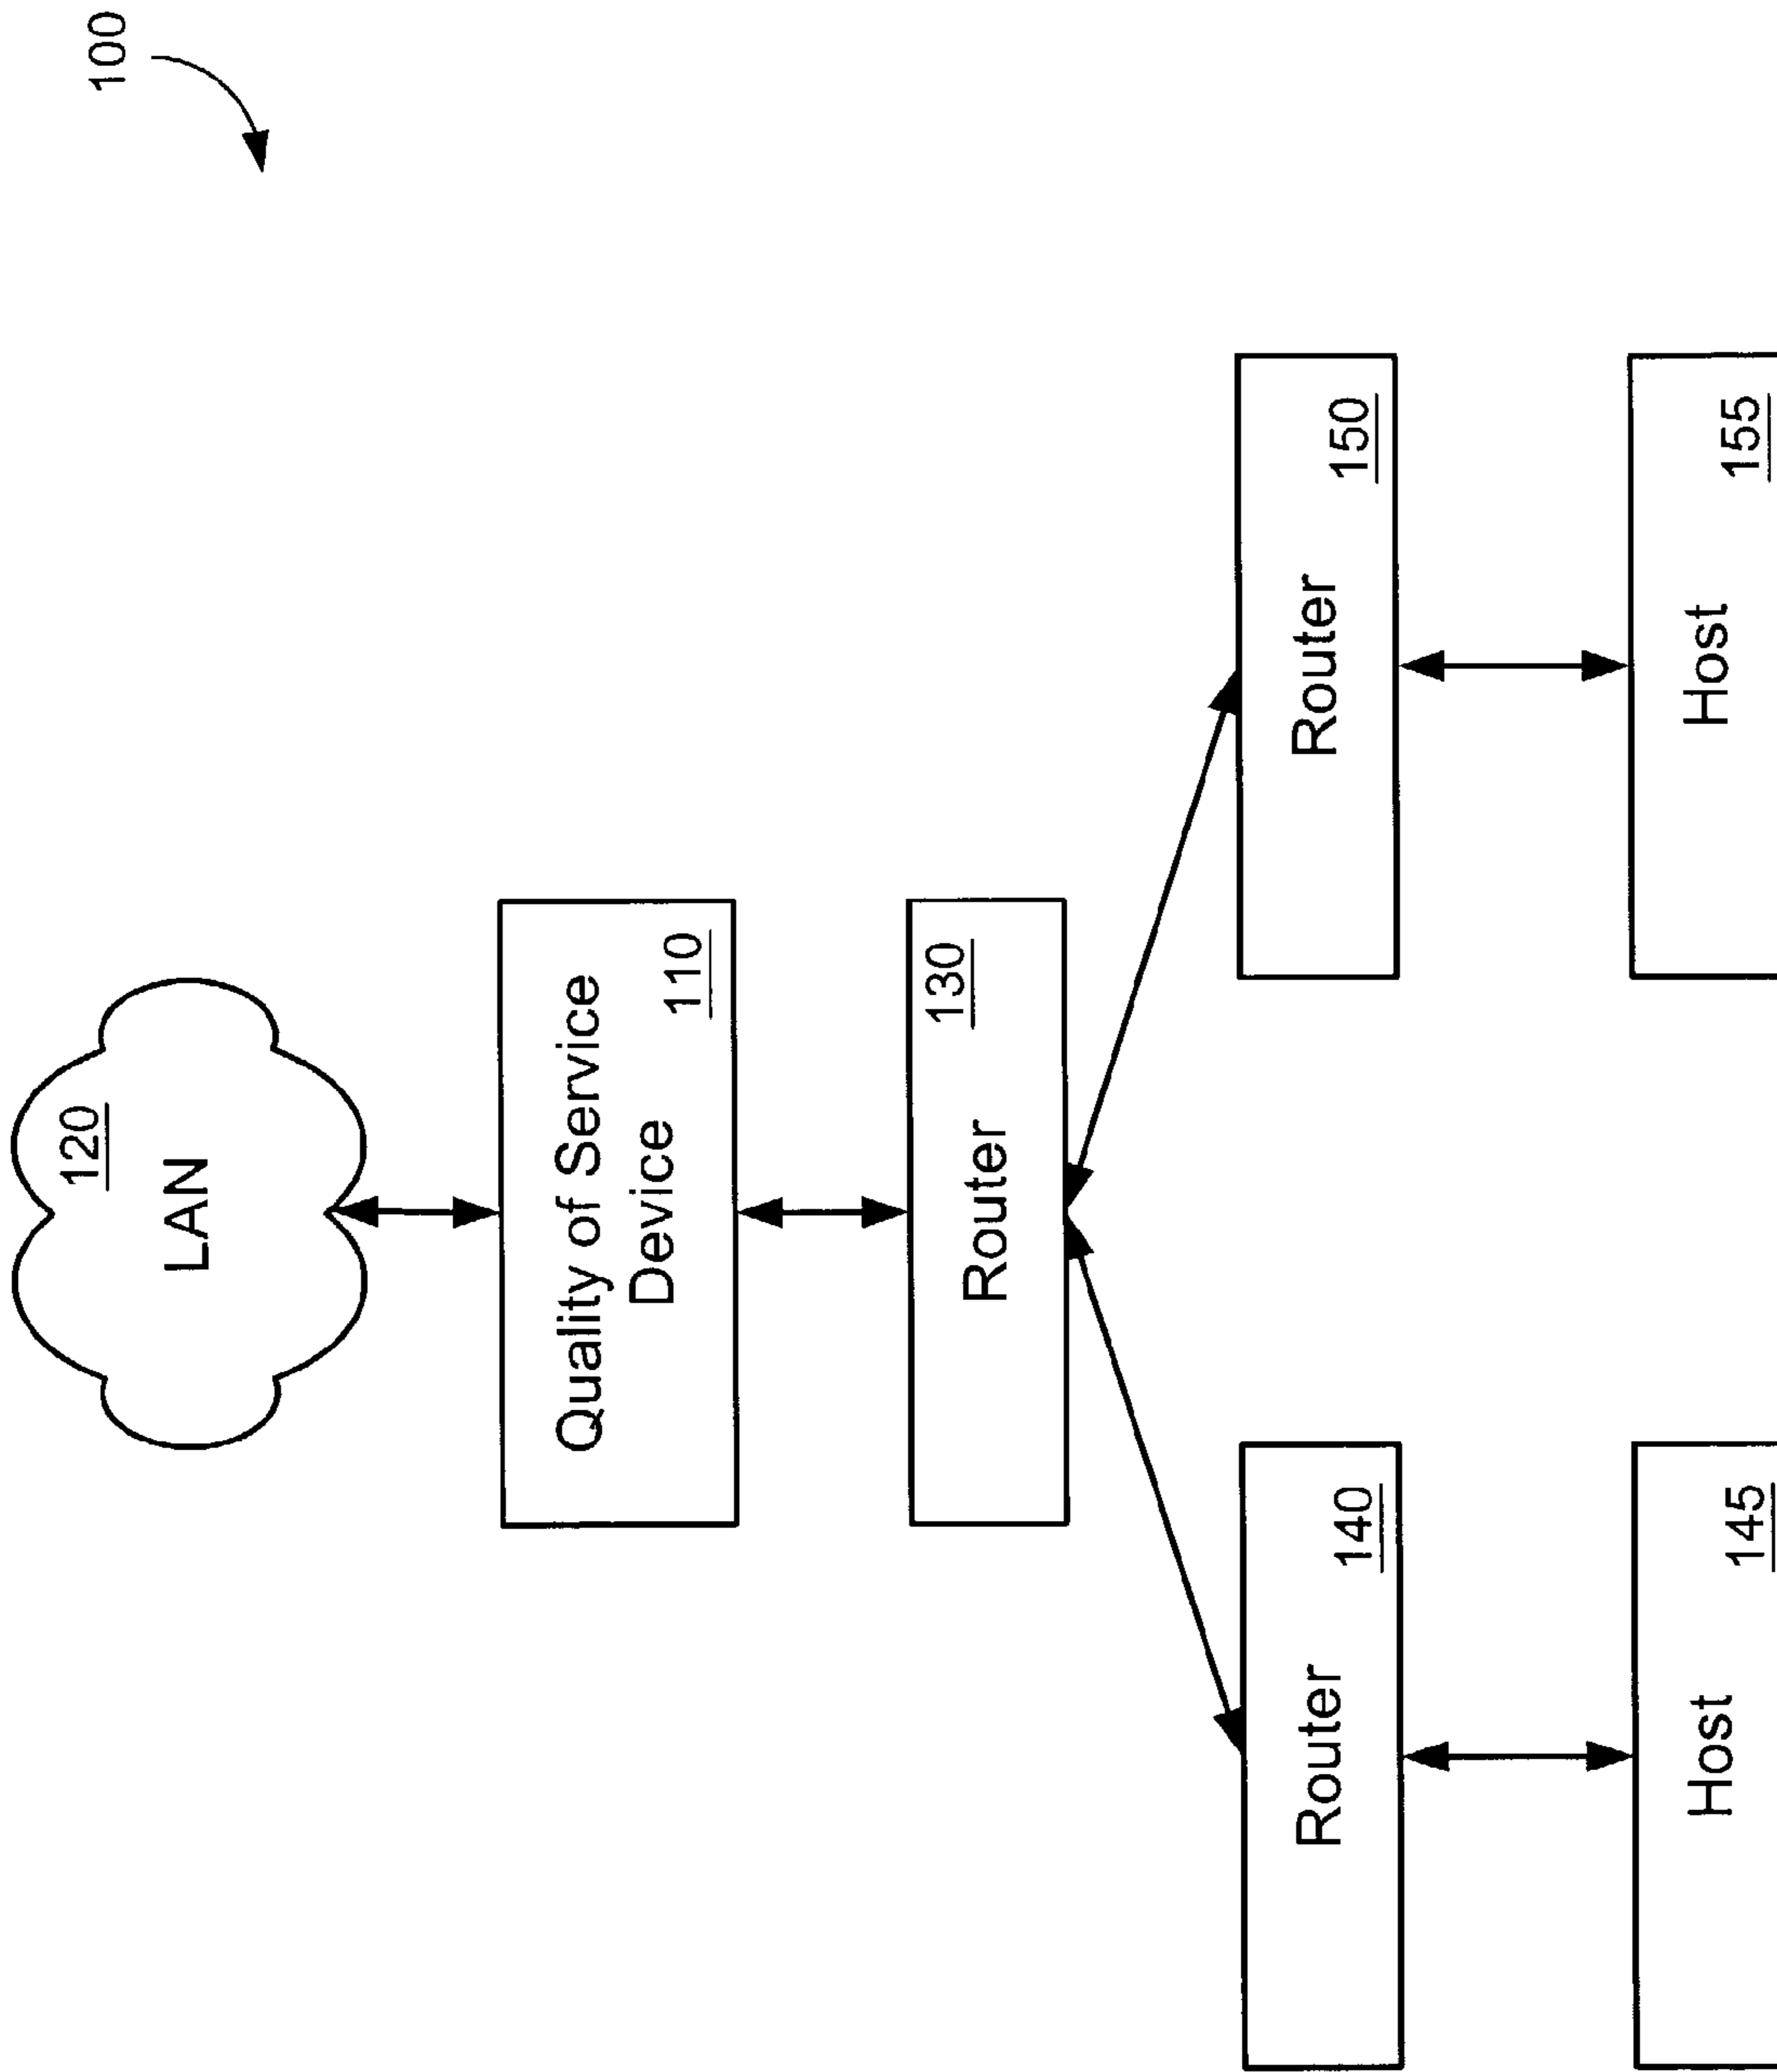 100
120
LAN
Quality of Service
Device
110
130
Router
Router
140
Router
150
Host
145
Host
155